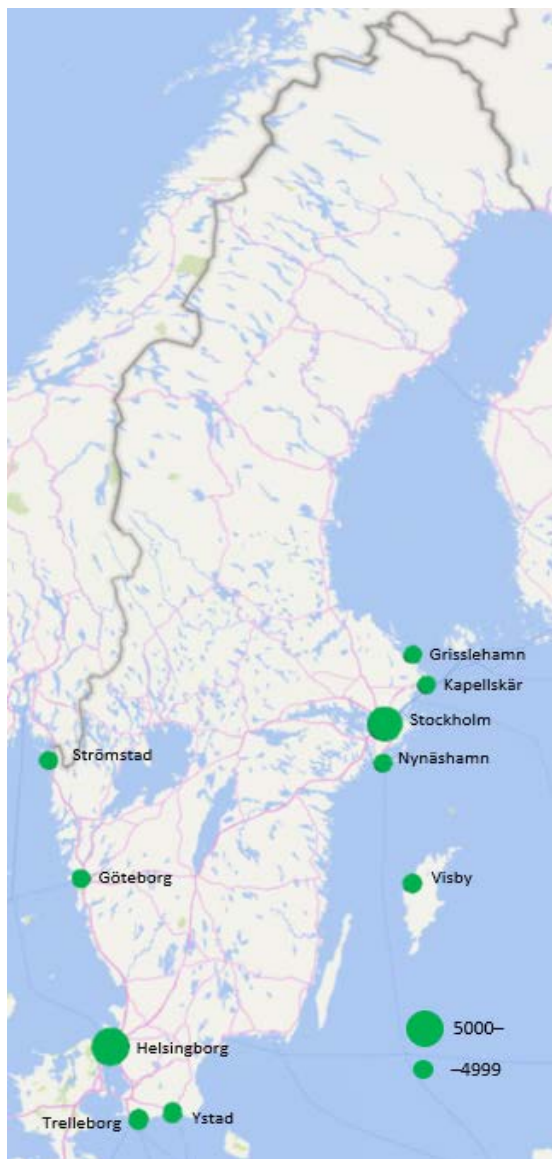 Grisslehamn
Kapellskär
Stockholm
Strömstad
Nynäshamn
Göteborg
Visby
5000–
Helsingborg
–4999
Ystad
Trelleborg